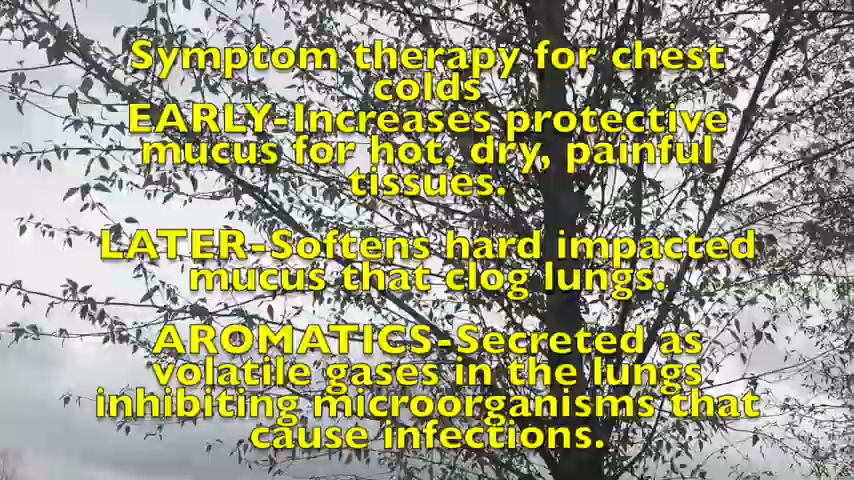 Symptom therapy for chest
colds
EARLY-Increases protective
mucus for hot, dry, painful
tissues.
LATER-Softens hard impacted
mucus that clog lungs.
AROMATICS-Secreted as
volatile gases in the lungs
inhibiting microorganisms that
cause infections.